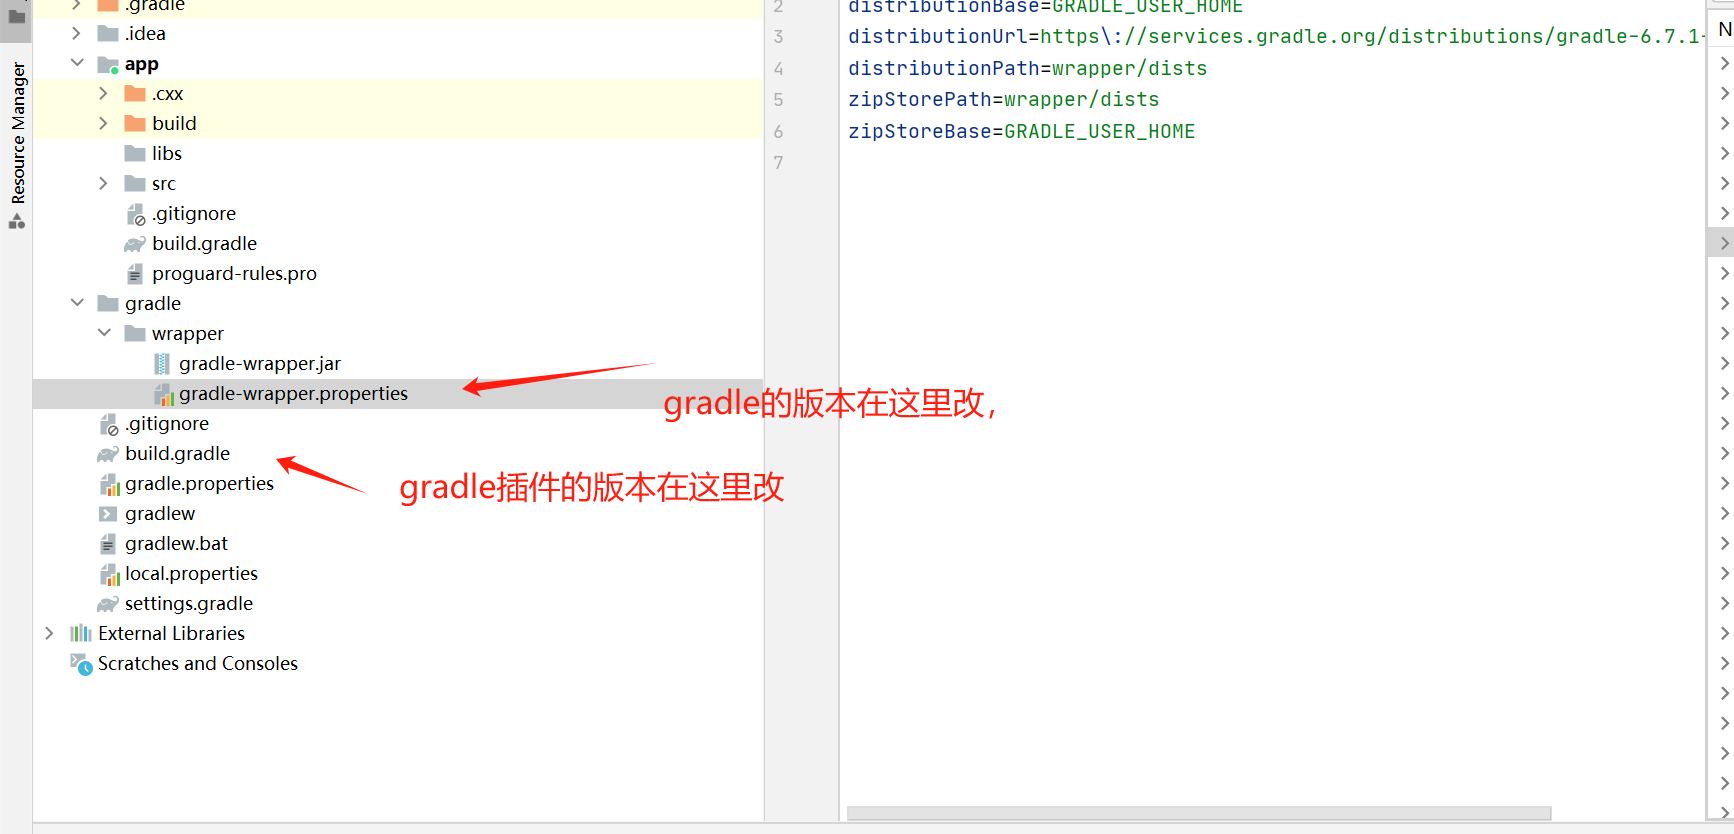 .gradle
.idea
app
.cxx
build
libs
src
.gitignore
build.gradle
proguard-rules.pro
gradle
wrapper
gradle-wrapper.jar
gradle-wrapper.properties
.gitignore
build.gradle
gradle.properties
gradlew
gradlew.bat
local.properties
settings.gradle
External Libraries
Scratches and Consoles
Resource Manager
gradle的版本在这里改，
gradle插件的版本在这里改
2 distributionBase=GRADLE_USER_HOME
3 distributionUrl=https\://services.gradle.org/distributions/gradle-6.7.1-
4 distributionPath=wrapper/dists
5 zipStorePath=wrapper/dists
6 zipStoreBase=GRADLE_USER_HOME
7
N